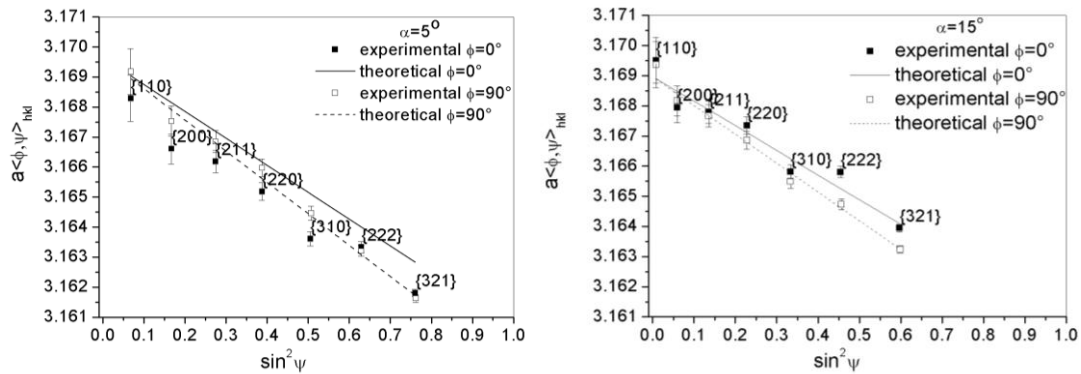 α=5°
experimental ϕ=0°
theoretical ϕ=0°
experimental ϕ=90°
theoretical ϕ=90°
{110}
{200}
{211}
{220}
{310}
{222}
{321}
3.171
3.170
3.169
3.168
3.167
3.166
3.165
3.164
3.163
3.162
3.161
a<ϕ,ψ>hkl
0.0 0.1 0.2 0.3 0.4 0.5 0.6 0.7 0.8 0.9 1.0
sin²ψ
α=15°
experimental ϕ=0°
theoretical ϕ=0°
experimental ϕ=90°
theoretical ϕ=90°
{110}
{200}
{211}
{220}
{310}
{222}
{321}
3.171
3.170
3.169
3.168
3.167
3.166
3.165
3.164
3.163
3.162
3.161
a<ϕ,ψ>hkl
0.0 0.1 0.2 0.3 0.4 0.5 0.6 0.7 0.8 0.9 1.0
sin²ψ